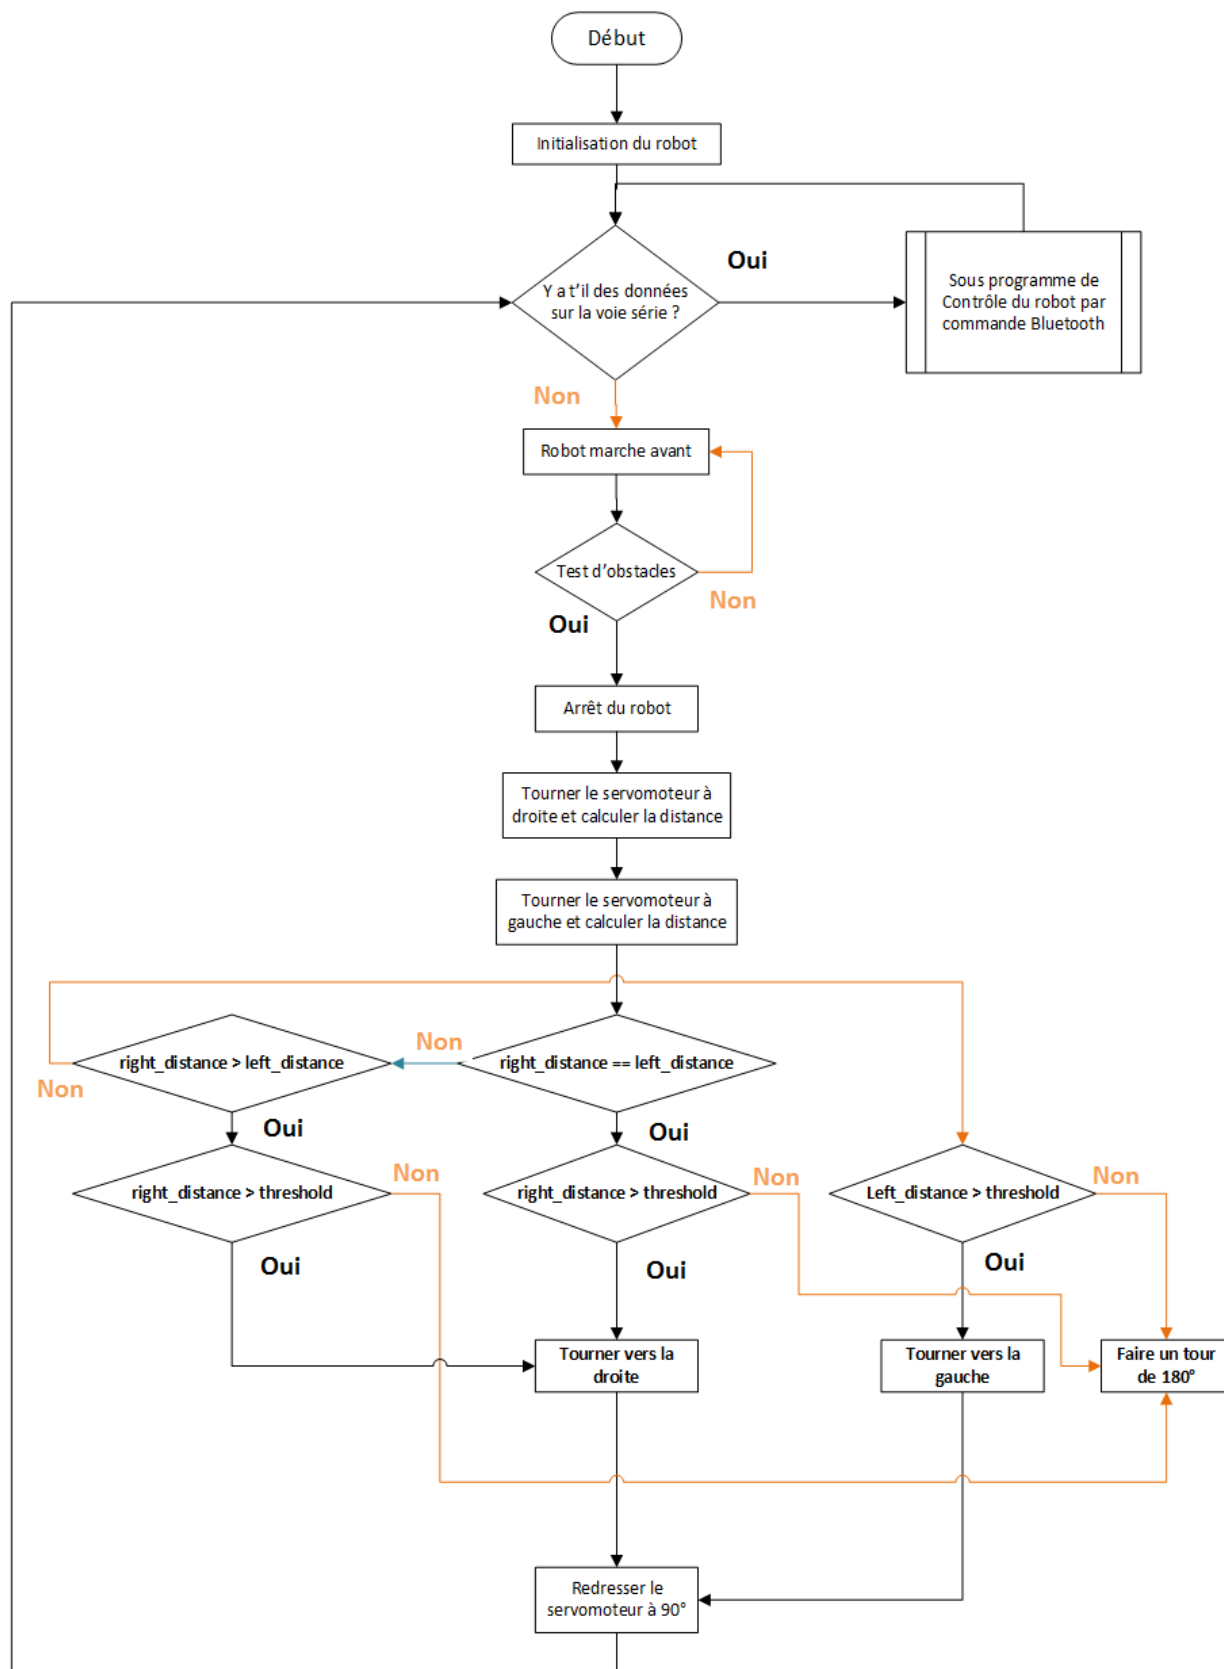 Début
Initialisation du robot
Oui
Y a t'il des données
sur la voie série ?
Sous programme de
Contrôle du robot par
commande Bluetooth
Non
Robot marche avant
Test d'obstacles
Non
Oui
Arrêt du robot
Tourner le servomoteur à
droite et calculer la distance
Tourner le servomoteur à
gauche et calculer la distance
right_distance > left_distance
Non
right_distance == left_distance
Non
Oui
Oui
right_distance > threshold
Non
right_distance > threshold
Non
Left_distance > threshold
Non
Oui
Oui
Oui
Tourner vers la
droite
Tourner vers la
gauche
Faire un tour
de 180°
Redresser le
servomoteur à 90°